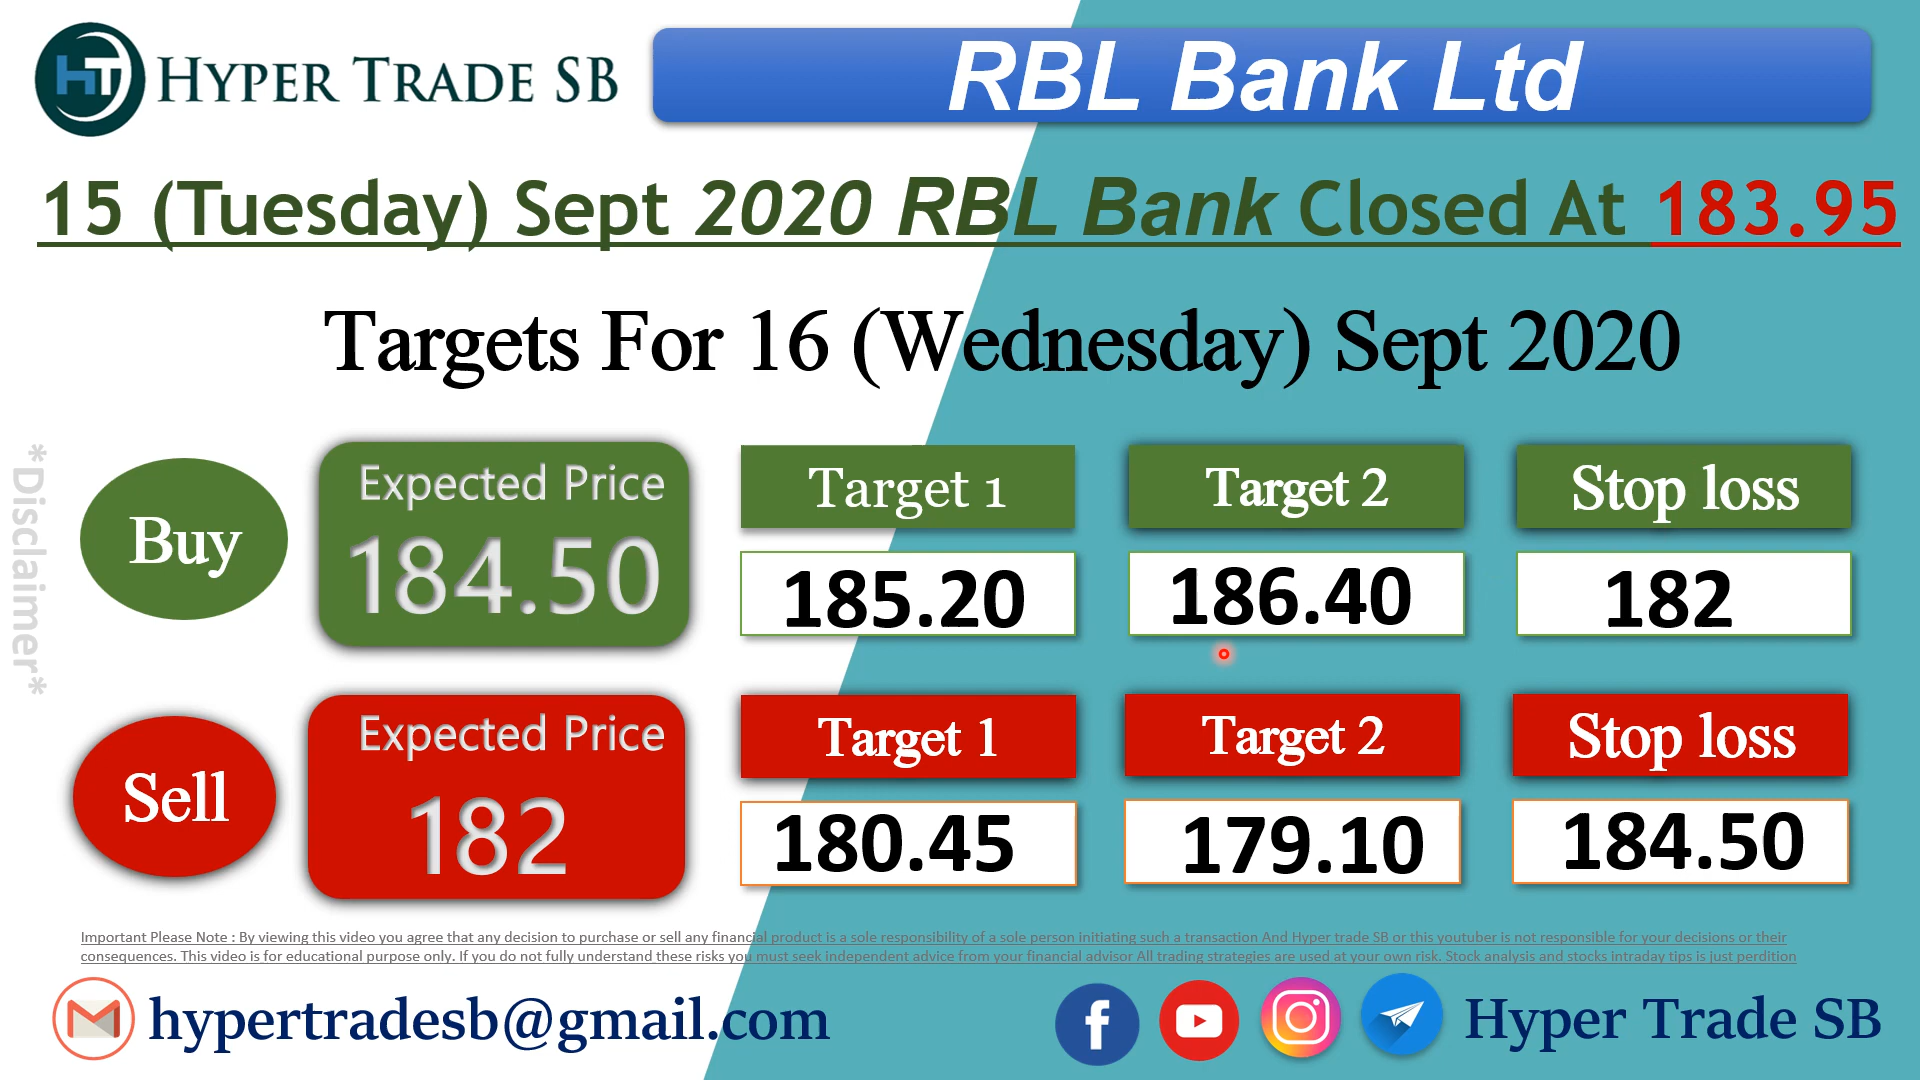 HT HYPER TRADE SB
RBL Bank Ltd
15 (Tuesday) Sept 2020 RBL Bank Closed At 183.95
Targets For 16 (Wednesday) Sept 2020
*Disclaimer*
Buy
Expected Price
184.50
Target 1
185.20
Target 2
186.40
Stop loss
182
Sell
Expected Price
182
Target 1
180.45
Target 2
179.10
Stop loss
184.50
Important Please Note : By viewing this video you agree that any decision to purchase or sell any financial product is a sole responsibility of a sole person initiating such a transaction And Hyper trade SB or this youtuber is not responsible for your decisions or their
consequences. This video is for educational purpose only. If you do not fully understand these risks you must seek independent advice from your financial advisor All trading strategies are used at your own risk. Stock analysis and stocks intraday tips is just perdition
hypertradesb@gmail.com
Hyper Trade SB